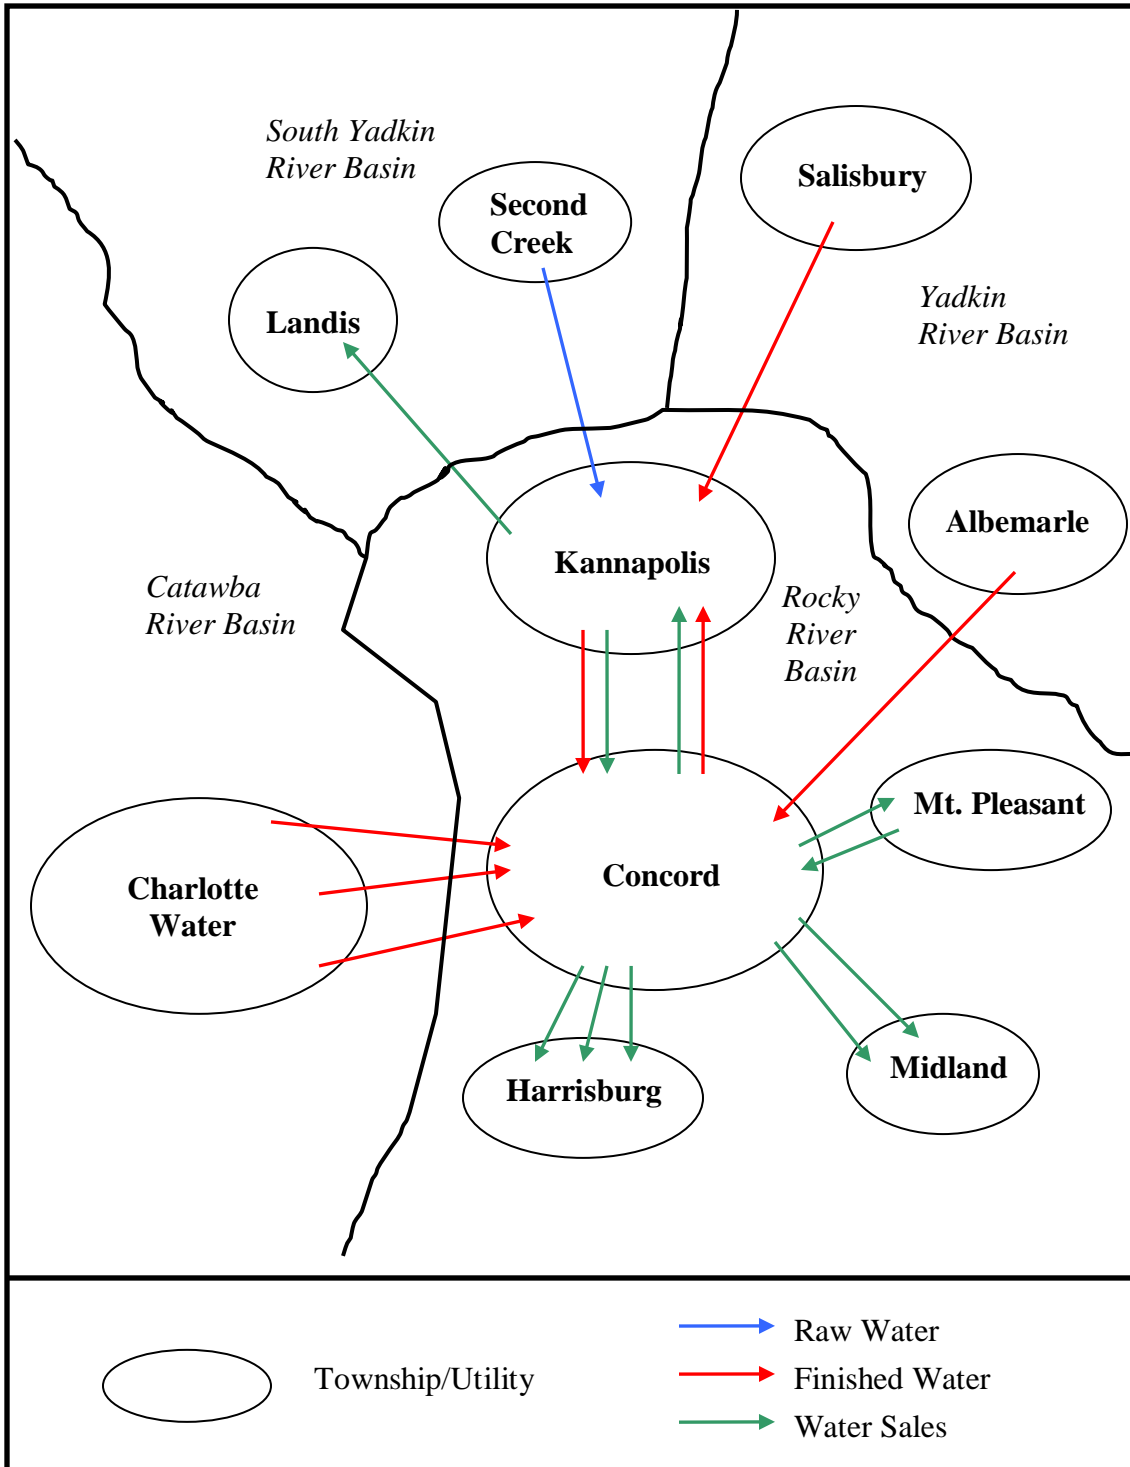 South Yadkin
River Basin
Second
Creek
Salisbury
Landis
Yadkin
River Basin
Albemarle
Kannapolis
Catawba
River Basin
Rocky
River
Basin
Mt. Pleasant
Charlotte
Water
Concord
Harrisburg
Midland
Township/Utility
Raw Water
Finished Water
Water Sales